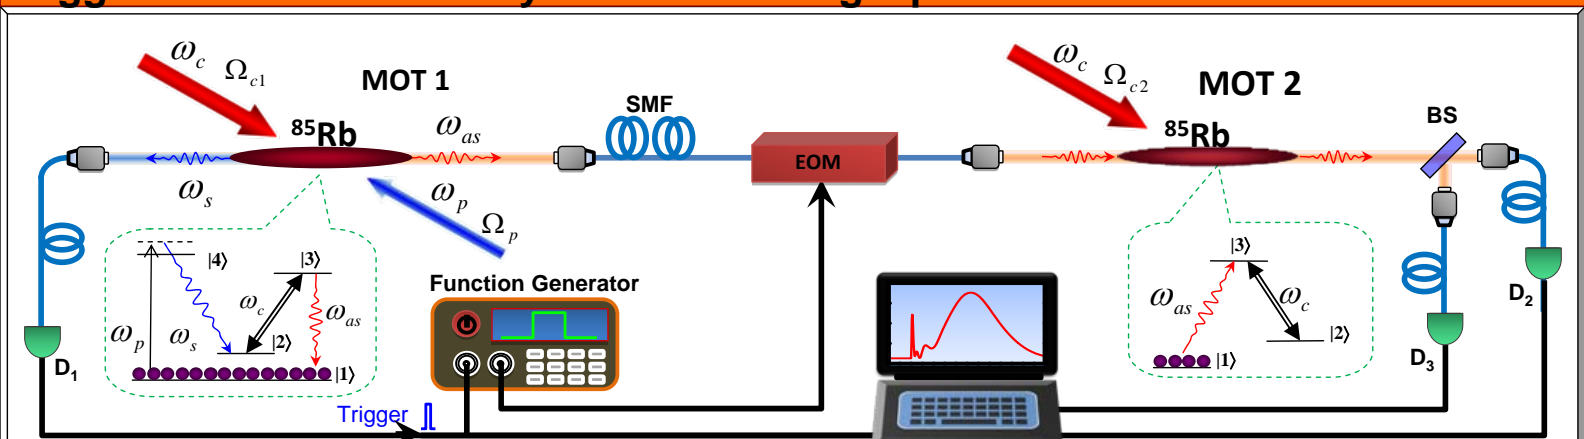 ω_c Ω_c1
MOT 1
⁸⁵Rb
ω_as
SMF
EOM
ω_c Ω_c2
MOT 2
⁸⁵Rb
BS
ω_s
ω_p Ω_p
|4⟩
|3⟩
ω_c
ω_as
ω_p
ω_s
|2⟩
|1⟩
D₁
Function Generator
Trigger
|3⟩
ω_as
ω_c
|2⟩
|1⟩
D₂
D₃